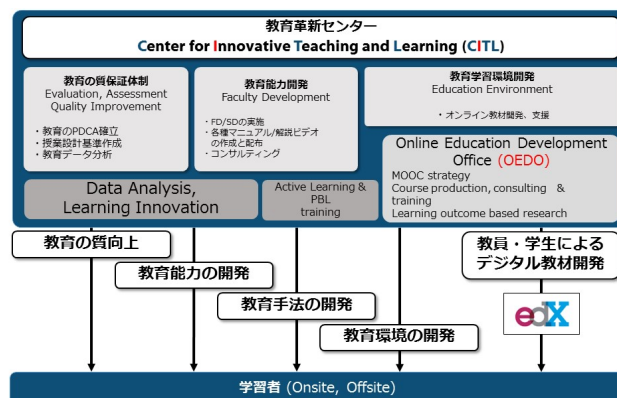 教育革新センター
Center for Innovative Teaching and Learning (CITL)
教育の質保証体制
Evaluation, Assessment
Quality Improvement
・教育のPDCA確立
・授業設計基準作成
・教育データ分析
教育能力開発
Faculty Development
・FD/SDの実施
・各種マニュアル/解説ビデオ
の作成と配布
・コンサルティング
教育学習環境開発
Education Environment
・オンライン教材開発、支援
Online Education Development
Office (OEDO)
MOOC strategy
Course production, consulting &
training
Learning outcome based research
Data Analysis,
Learning Innovation
Active Learning &
PBL
training
教育の質向上
教育能力の開発
教育手法の開発
教育環境の開発
教員・学生による
デジタル教材開発
edX
学習者 (Onsite, Offsite)